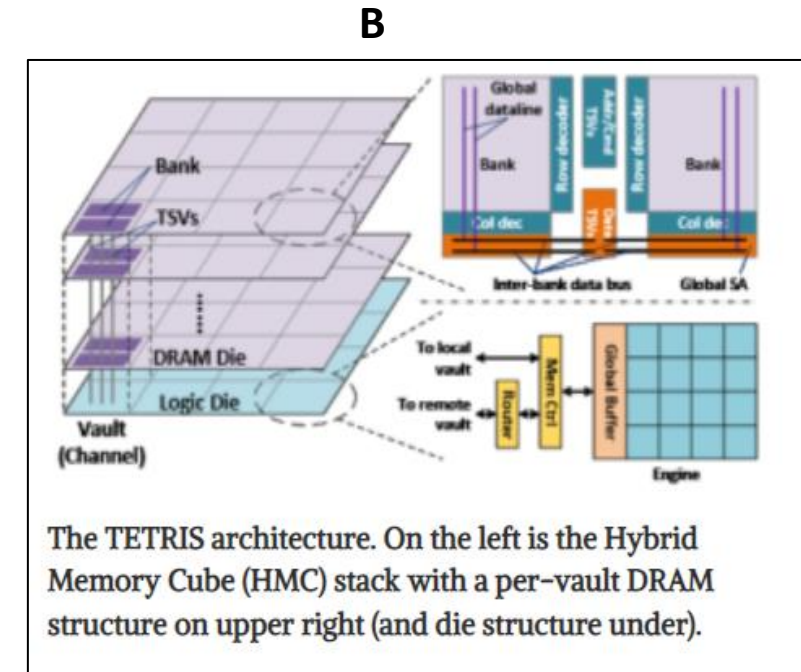 B
Bank
TSVs
DRAM Die
Logic Die
Vault
(Channel)
Global
dataline
Row decoder
Addr/Cmd
TSVs
Row decoder
Bank
Bank
Col dec
Data
TSVs
Col dec
Inter-bank data bus
Global SA
To local
vault
To remote
vault
Router
Mem Ctrl
Global Buffer
Engine
The TETRIS architecture. On the left is the Hybrid
Memory Cube (HMC) stack with a per-vault DRAM
structure on upper right (and die structure under).